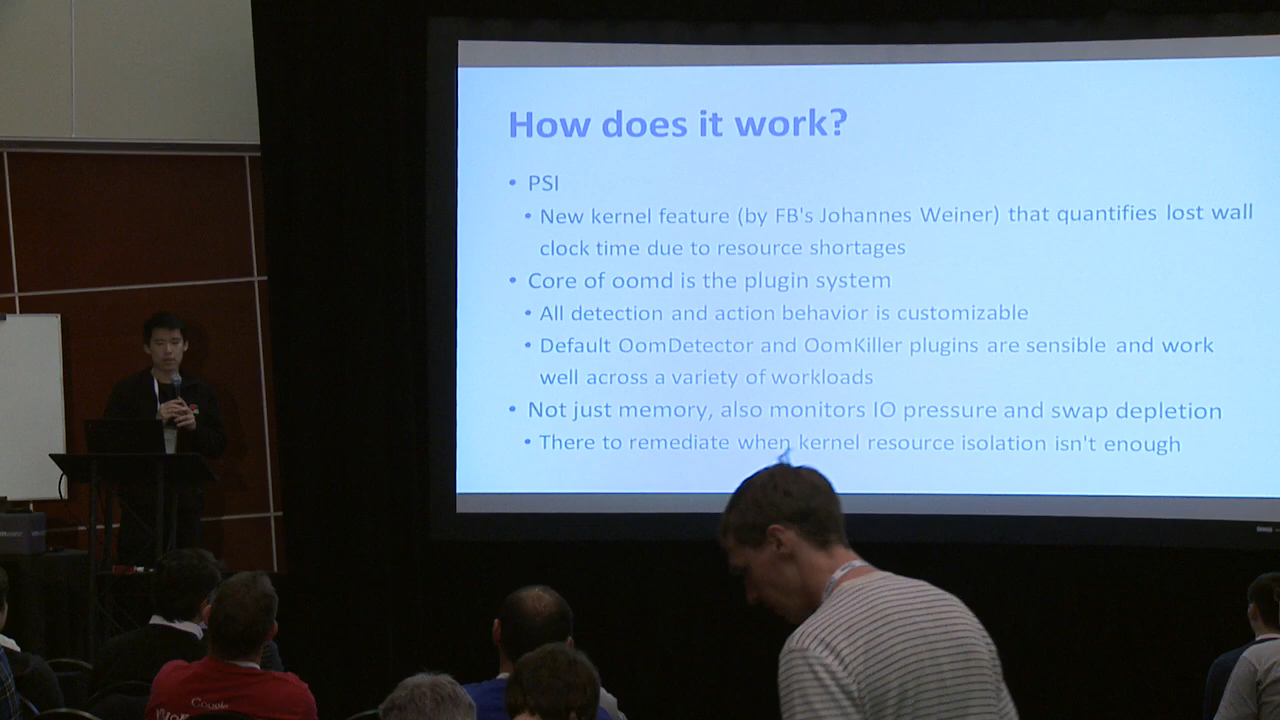 How does it work?
• PSI
• New kernel feature (by FB's Johannes Weiner) that quantifies lost wall
clock time due to resource shortages
• Core of oomd is the plugin system
• All detection and action behavior is customizable
• Default OomDetector and OomKiller plugins are sensible and work
well across a variety of workloads
• Not just memory, also monitors IO pressure and swap depletion
• There to remediate when kernel resource isolation isn't enough
Google